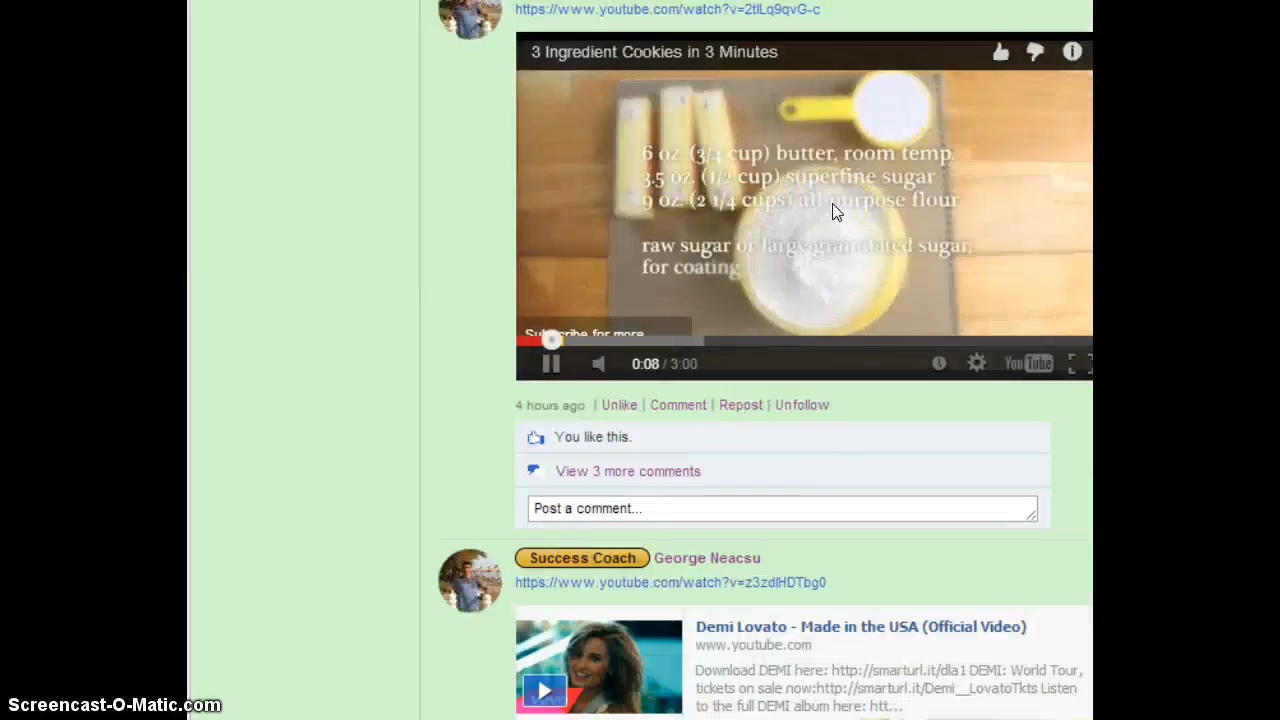 https://www.youtube.com/watch?v=2tlLq9qvG-c
3 Ingredient Cookies in 3 Minutes
6 oz. (3/4 cup) butter, room temp.
3.5 oz. (1/2 cup) superfine sugar
9 oz. (2 1/4 cups) all purpose flour
raw sugar or large granulated sugar,
for coating
Subscribe for more
0:08 / 3:00
YouTube
4 hours ago | Unlike | Comment | Repost | Unfollow
You like this.
View 3 more comments
Post a comment...
Success Coach George Neacsu
https://www.youtube.com/watch?v=z3zdIHDTbg0
Demi Lovato - Made in the USA (Official Video)
www.youtube.com
Download DEMI here: http://smarturl.it/dla1 DEMI: World Tour,
tickets on sale now:http://smarturl.it/Demi__LovatoTkts Listen
to the full DEMI album here: htt...
Screencast-O-Matic.com